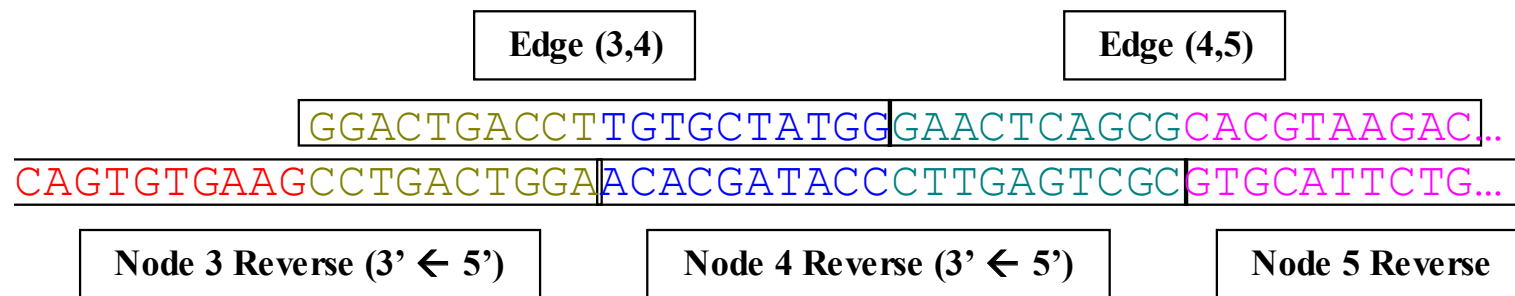 Edge (3,4) Edge (4,5)
GGACTGACCTTGTGCTATGGGAACTCAGCGCACGTAAGAC...
CAGTGTGAAGCCTGACTGGAACACGATACCCTTGAGTCGCGTGCATTCTG...
Node 3 Reverse (3’ ← 5’) Node 4 Reverse (3’ ← 5’) Node 5 Reverse